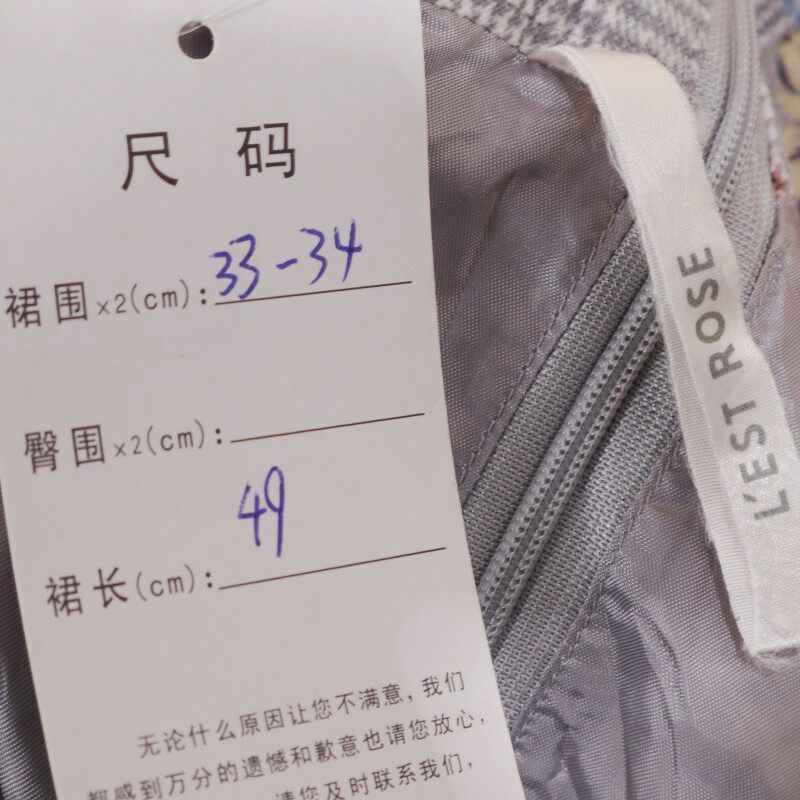 尺 码
裙围x2(cm):33-34
臀围x2(cm):
裙长(cm):49
无论什么原因让您不满意,我们
都感到万分的遗憾和歉意也请您放心,
请您及时联系我们,
L'EST ROSE